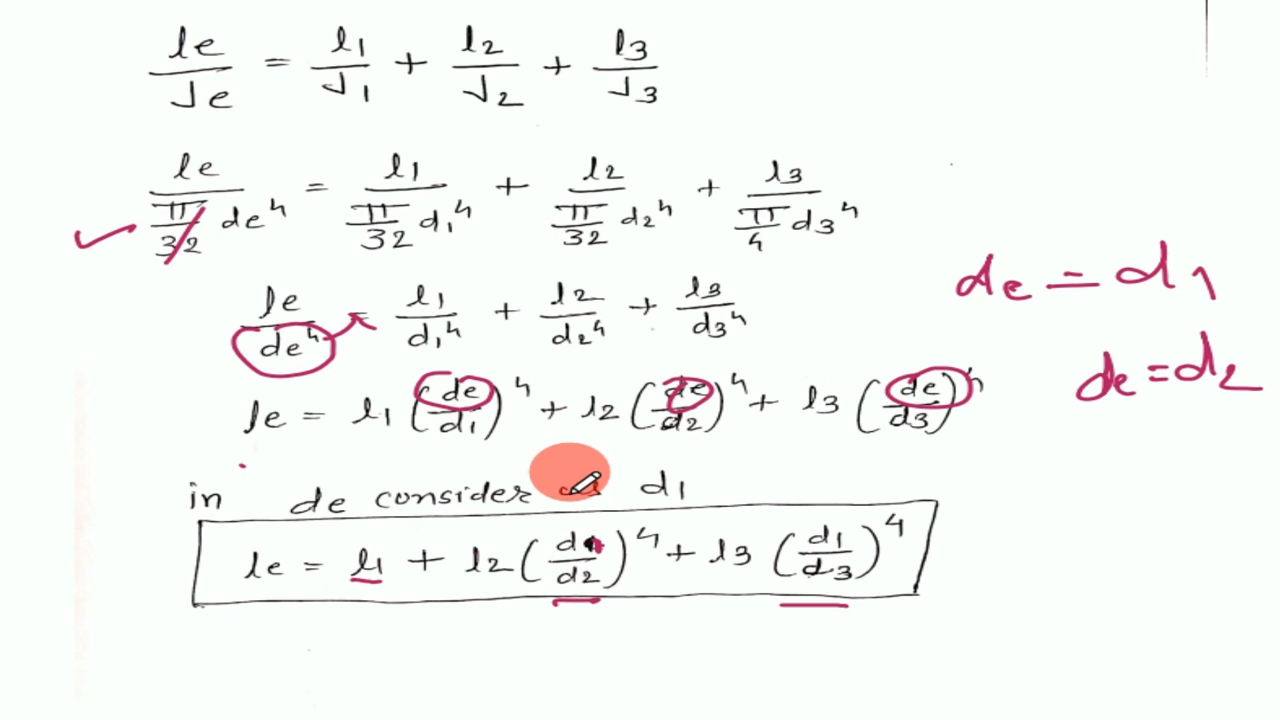 le/Je = l1/J1 + l2/J2 + l3/J3
le/(π/32 de^4) = l1/(π/32 d1^4) + l2/(π/32 d2^4) + l3/(π/4 d3^4)
de = d1
le/de^4 = l1/d1^4 + l2/d2^4 + l3/d3^4
de = d2
le = l1 (de/d1)^4 + l2 (de/d2)^4 + l3 (de/d3)^4
in de consider d1
le = l1 + l2 (d1/d2)^4 + l3 (d1/d3)^4